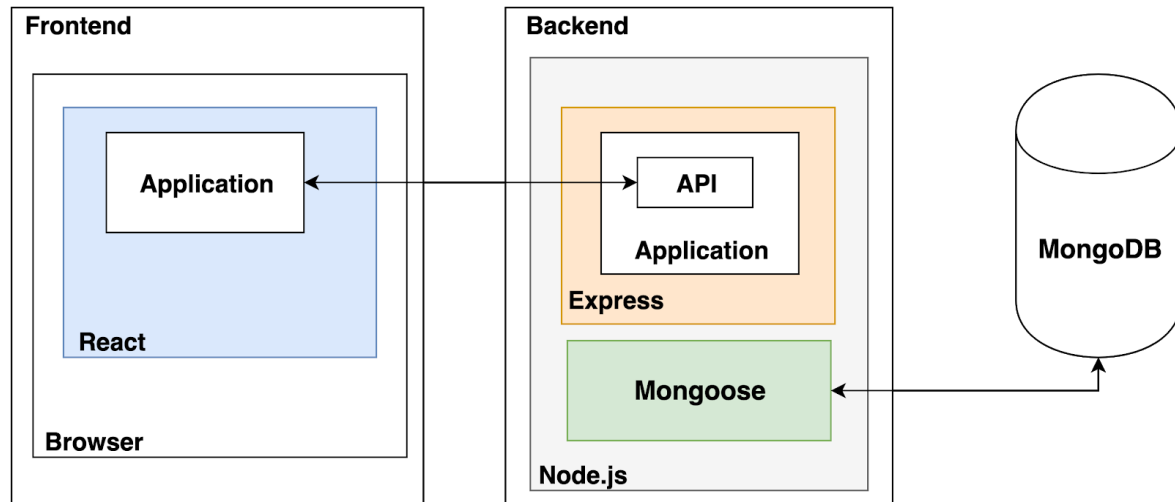 Frontend
Backend
Application
API
Application
MongoDB
Express
React
Mongoose
Browser
Node.js